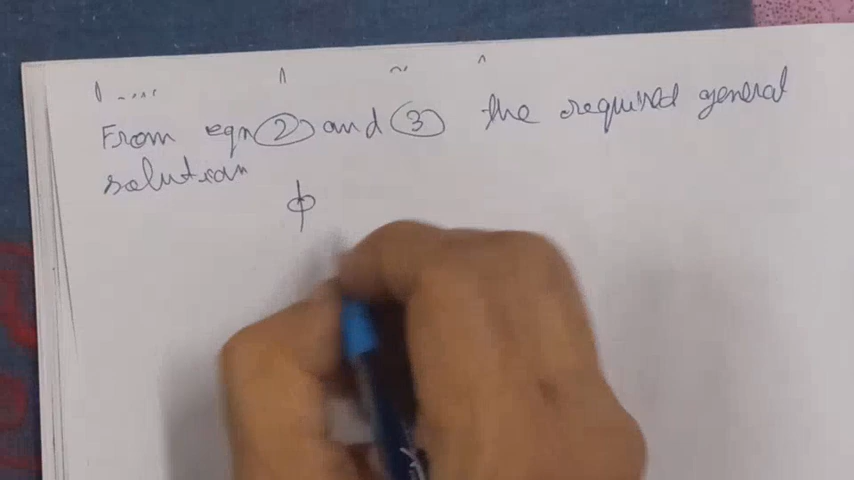 From eqn ② and ③ the required general
solution
ϕ